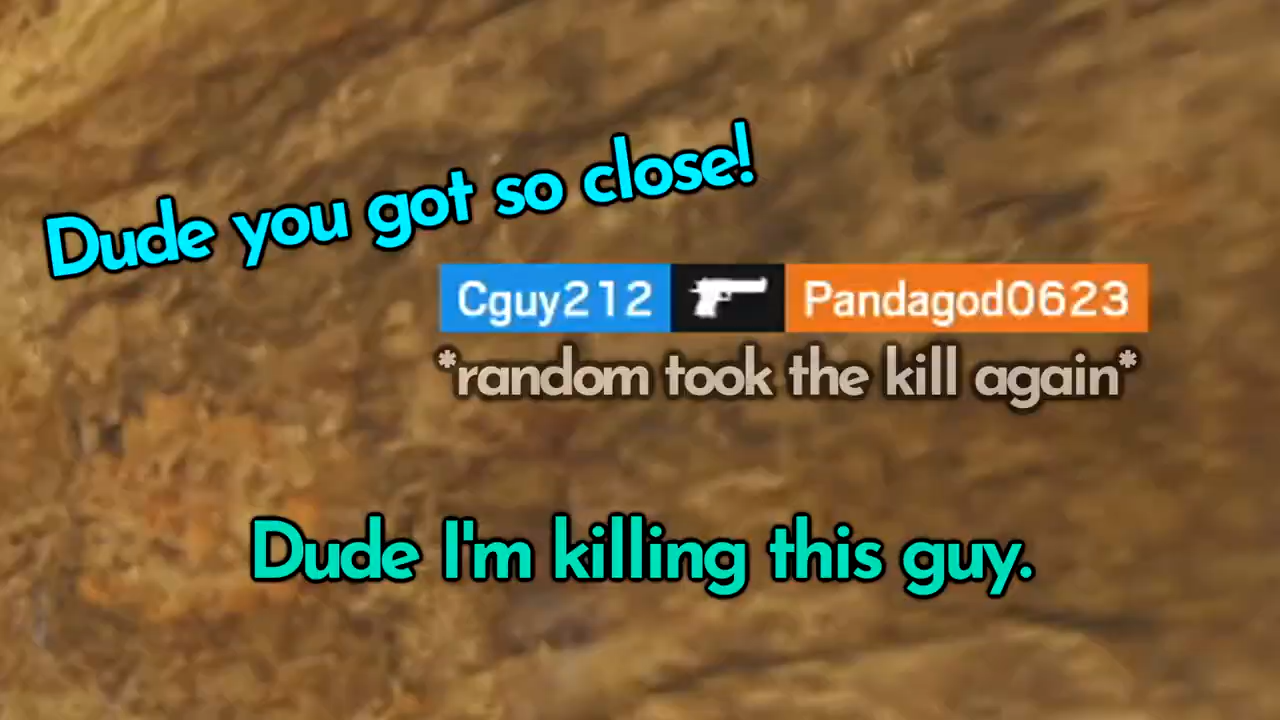 Dude you got so close!
Cguy212 Pandagod0623
*random took the kill again*
Dude I'm killing this guy.